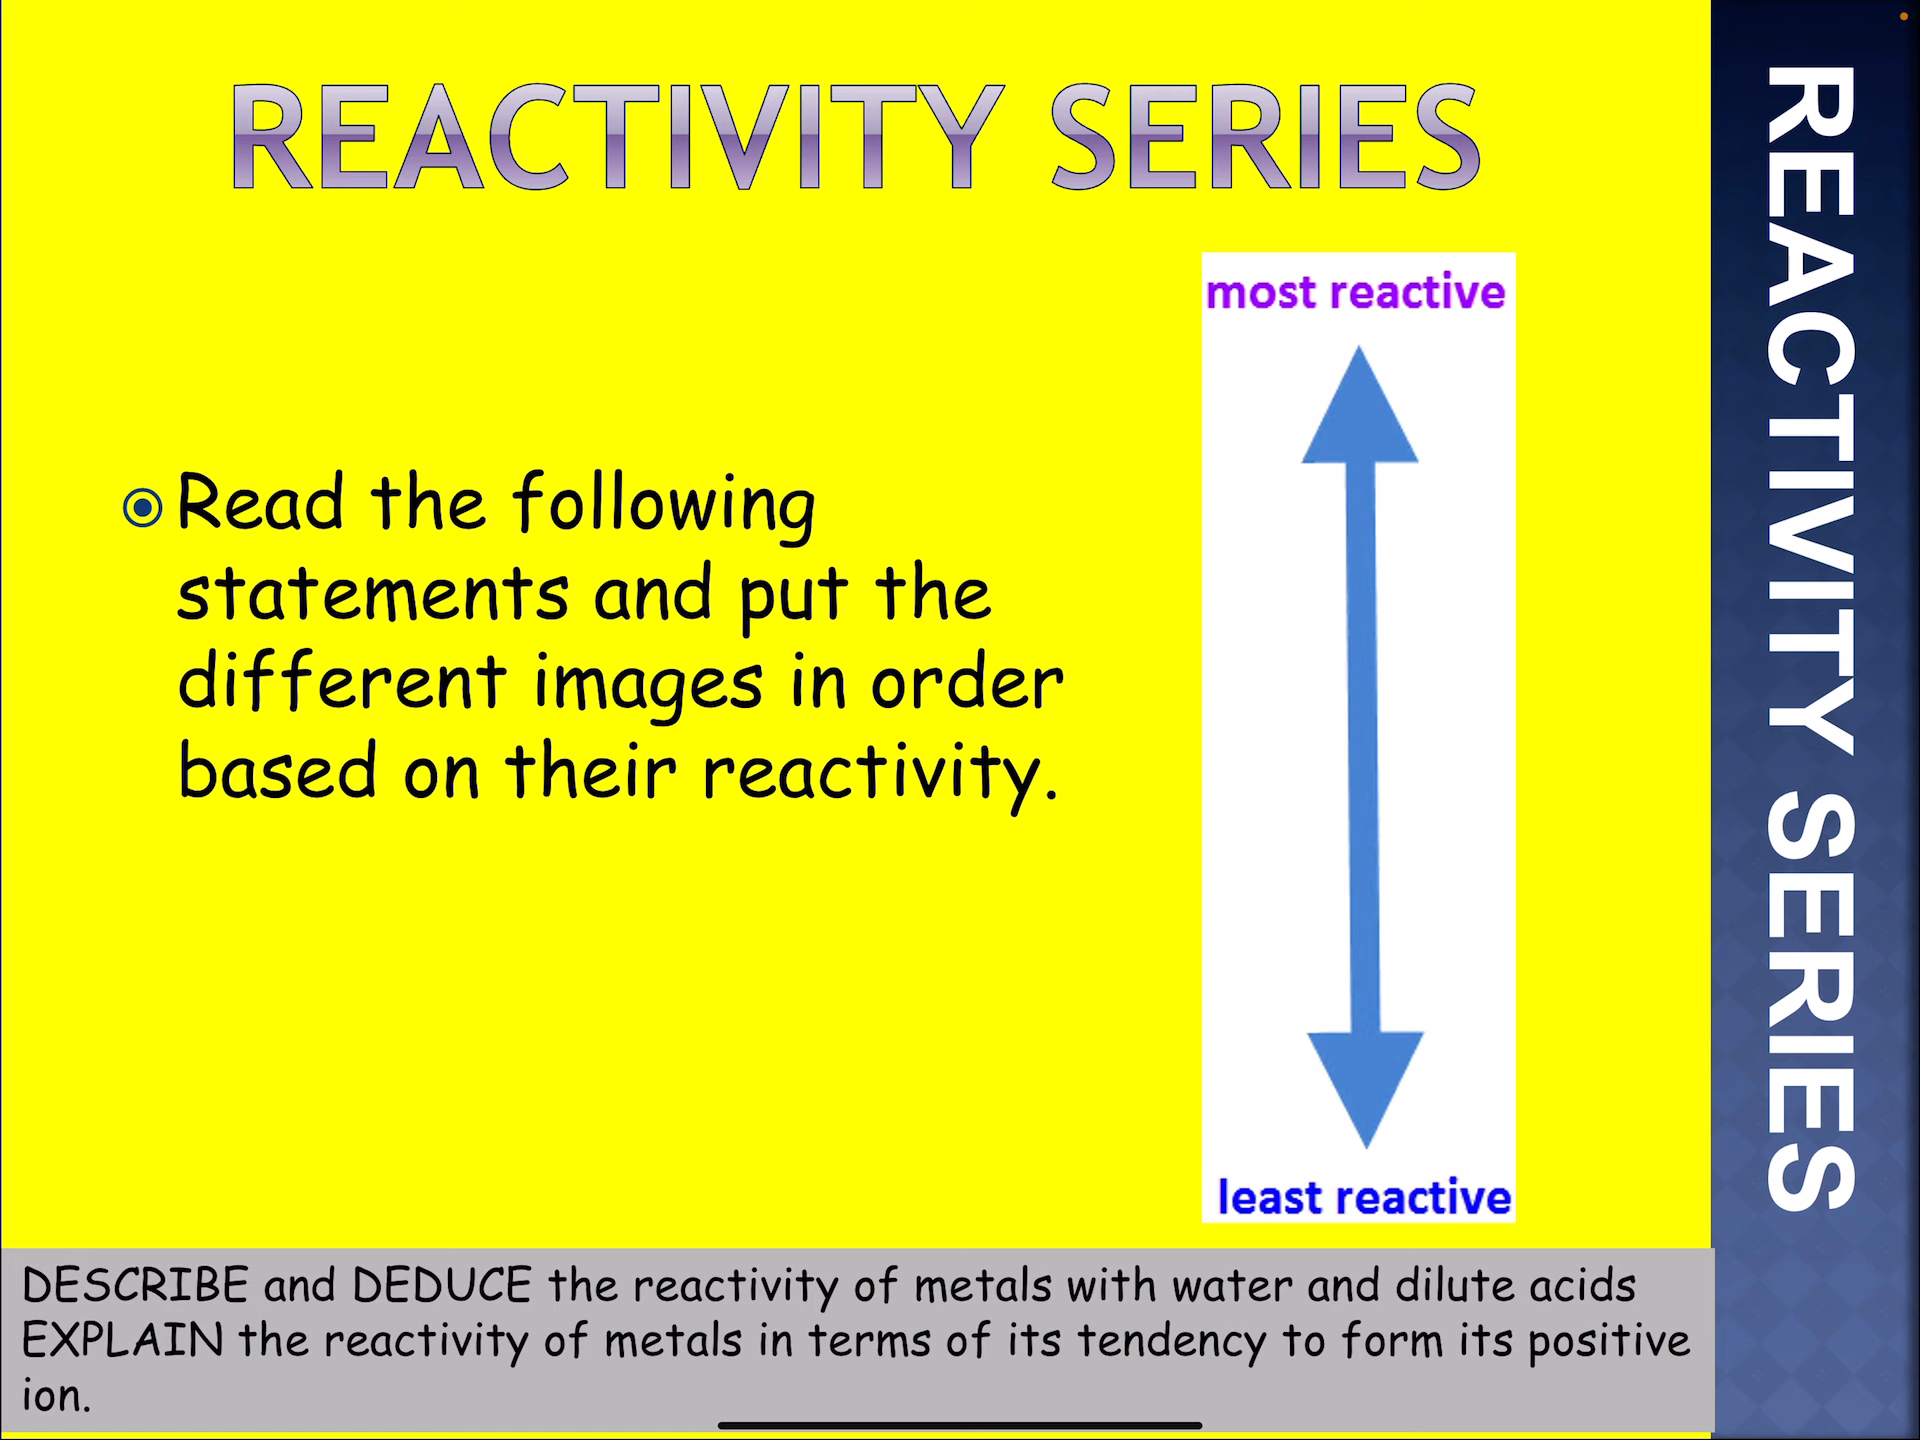 REACTIVITY SERIES
most reactive
Read the following
statements and put the
different images in order
based on their reactivity.
least reactive
DESCRIBE and DEDUCE the reactivity of metals with water and dilute acids
EXPLAIN the reactivity of metals in terms of its tendency to form its positive
ion.
REACTIVITY SERIES